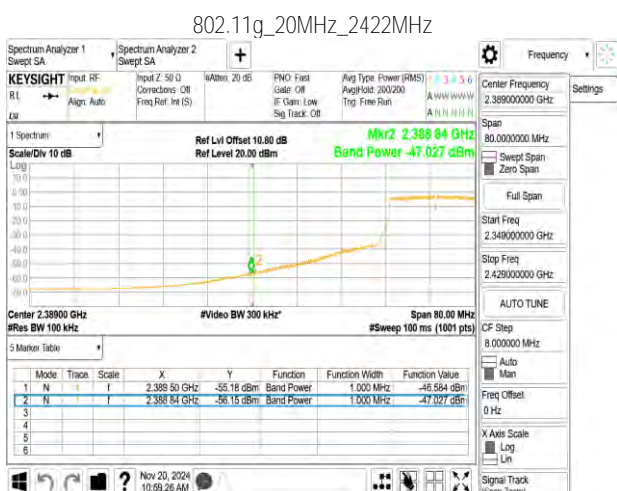 802.11g_20MHz_2422MHz
Spectrum Analyzer 1
Swept SA
Spectrum Analyzer 2
Swept SA
+
Frequency
Settings
KEYSIGHT
RL
Input: RF
Align: Auto
Input Z: 50 Ω
Corrections: Off
Freq Ref: Int (S)
#Atten: 20 dB
PNO: Fast
Gate: Off
IF Gain: Low
Sig Track: Off
Avg Type: Power (RMS)
Avg|Hold: 200/200
Trig: Free Run
1 Spectrum
Scale/Div 10 dB
Log
Ref Lvl Offset 10.80 dB
Ref Level 20.00 dBm
Mkr2 2.388 84 GHz
Band Power -47.027 dBm
10.0
0.00
2
Center 2.38900 GHz
#Res BW 100 kHz
#Video BW 300 kHz*
Span 80.00 MHz
#Sweep 100 ms (1001 pts)
5 Marker Table
Mode Trace Scale X Y Function Function Width Function Value
1 N 1 f 2.389 50 GHz -55.18 dBm Band Power 1.000 MHz -46.584 dBm
2 N 1 f 2.388 84 GHz -56.15 dBm Band Power 1.000 MHz -47.027 dBm
3
4
5
6
Nov 20, 2024
10:59:26 AM
Center Frequency
2.389000000 GHz
Span
80.0000000 MHz
Swept Span
Zero Span
Full Span
Start Freq
2.349000000 GHz
Stop Freq
2.429000000 GHz
AUTO TUNE
CF Step
8.000000 MHz
Auto
Man
Freq Offset
0 Hz
X Axis Scale
Log
Lin
Signal Track
(Span Zoom)